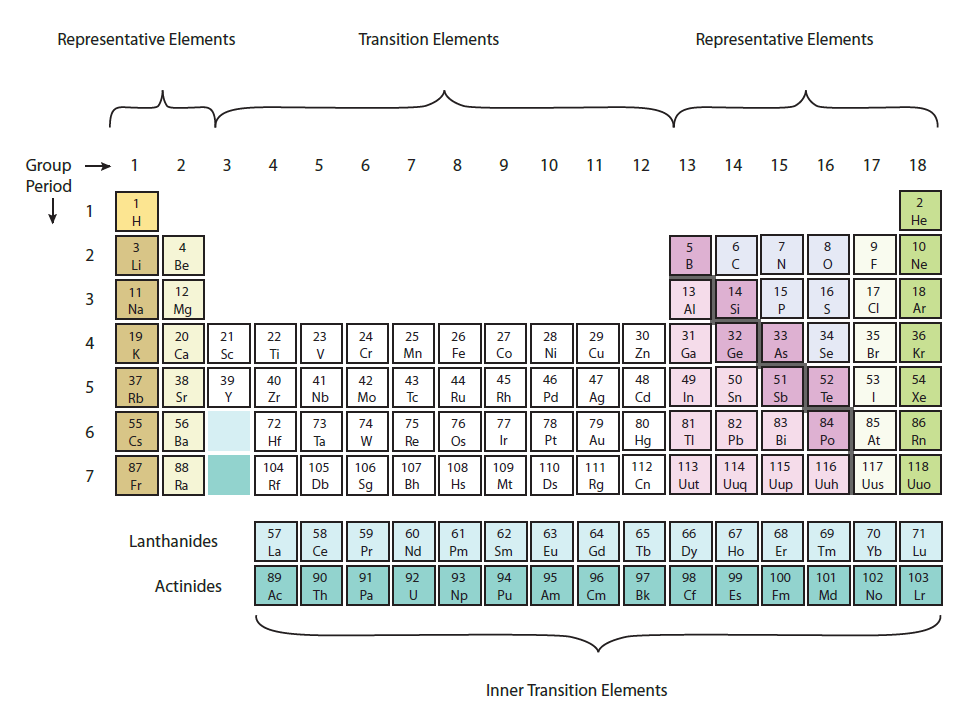 Representative Elements Transition Elements Representative Elements
Group 1 2 3 4 5 6 7 8 9 10 11 12 13 14 15 16 17 18
Period
1 1 2
H He
2 3 4 5 6 7 8 9 10
Li Be B C N O F Ne
3 11 12 13 14 15 16 17 18
Na Mg Al Si P S Cl Ar
4 19 20 21 22 23 24 25 26 27 28 29 30 31 32 33 34 35 36
K Ca Sc Ti V Cr Mn Fe Co Ni Cu Zn Ga Ge As Se Br Kr
5 37 38 39 40 41 42 43 44 45 46 47 48 49 50 51 52 53 54
Rb Sr Y Zr Nb Mo Tc Ru Rh Pd Ag Cd In Sn Sb Te I Xe
6 55 56 72 73 74 75 76 77 78 79 80 81 82 83 84 85 86
Cs Ba Hf Ta W Re Os Ir Pt Au Hg Tl Pb Bi Po At Rn
7 87 88 104 105 106 107 108 109 110 111 112 113 114 115 116 117 118
Fr Ra Rf Db Sg Bh Hs Mt Ds Rg Cn Uut Uuq Uup Uuh Uus Uuo
Lanthanides 57 58 59 60 61 62 63 64 65 66 67 68 69 70 71
La Ce Pr Nd Pm Sm Eu Gd Tb Dy Ho Er Tm Yb Lu
Actinides 89 90 91 92 93 94 95 96 97 98 99 100 101 102 103
Ac Th Pa U Np Pu Am Cm Bk Cf Es Fm Md No Lr
Inner Transition Elements